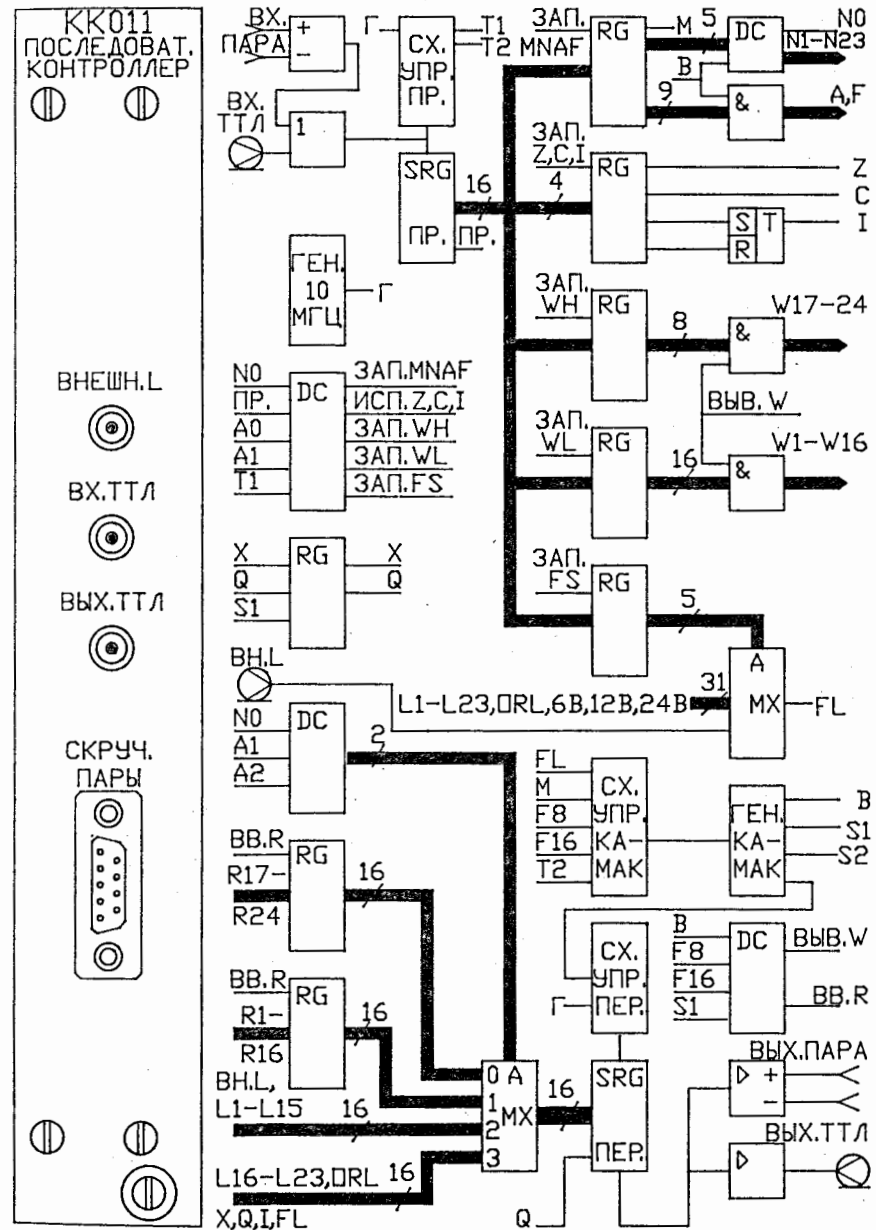 КК011
ПОСЛЕДОВАТ.
КОНТРОЛЛЕР
ВНЕШН.L
ВХ.ТТЛ
ВЫХ.ТТЛ
СКРУЧ.
ПАРЫ
ВХ.
ПАРА
+
−
ВХ.
ТТЛ
1
Г
СХ.
УПР.
ПР.
T1
T2
SRG
ПР.
16
ПР.
ГЕН.
10
МГЦ
Г
ЗАП.
MNAF
RG
M
5
DC
N0
N1-N23
B
9
&
A,F
ЗАП.
Z,C,I
4
RG
Z
C
S T
I
R
ЗАП.
WH
RG
8
&
W17-24
ВЫВ.W
ЗАП.
WL
RG
16
&
W1-W16
N0
ПР.
A0
A1
T1
DC
ЗАП.MNAF
ИСП.Z,C,I
ЗАП.WH
ЗАП.WL
ЗАП.FS
X
Q
S1
RG
X
Q
ЗАП.
FS
RG
5
A
MX
FL
ВН.L
L1-L23,ORL,6В,12В,24В
31
N0
A1
A2
DC
2
FL
M
F8
F16
T2
СХ.
УПР.
КА-
МАК
ГЕН.
КА-
МАК
B
S1
S2
ВВ.R
R17-
R24
RG
16
ВВ.R
R1-
R16
RG
16
Г
СХ.
УПР.
ПЕР.
B
F8
F16
S1
DC
ВЫВ.W
ВВ.R
ВН.L,
L1-L15
16
L16-L23,ORL
16
X,Q,I,FL
0 A
1
MX
2
3
16
SRG
ПЕР.
Q
ВЫХ.ПАРА
+
−
ВЫХ.ТТЛ